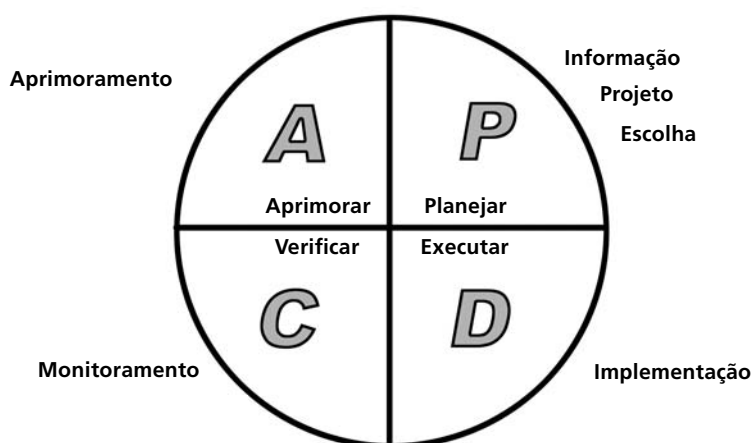 Informação
Aprimoramento
Projeto
Escolha
A
P
Aprimorar
Planejar
Verificar
Executar
C
D
Monitoramento
Implementação